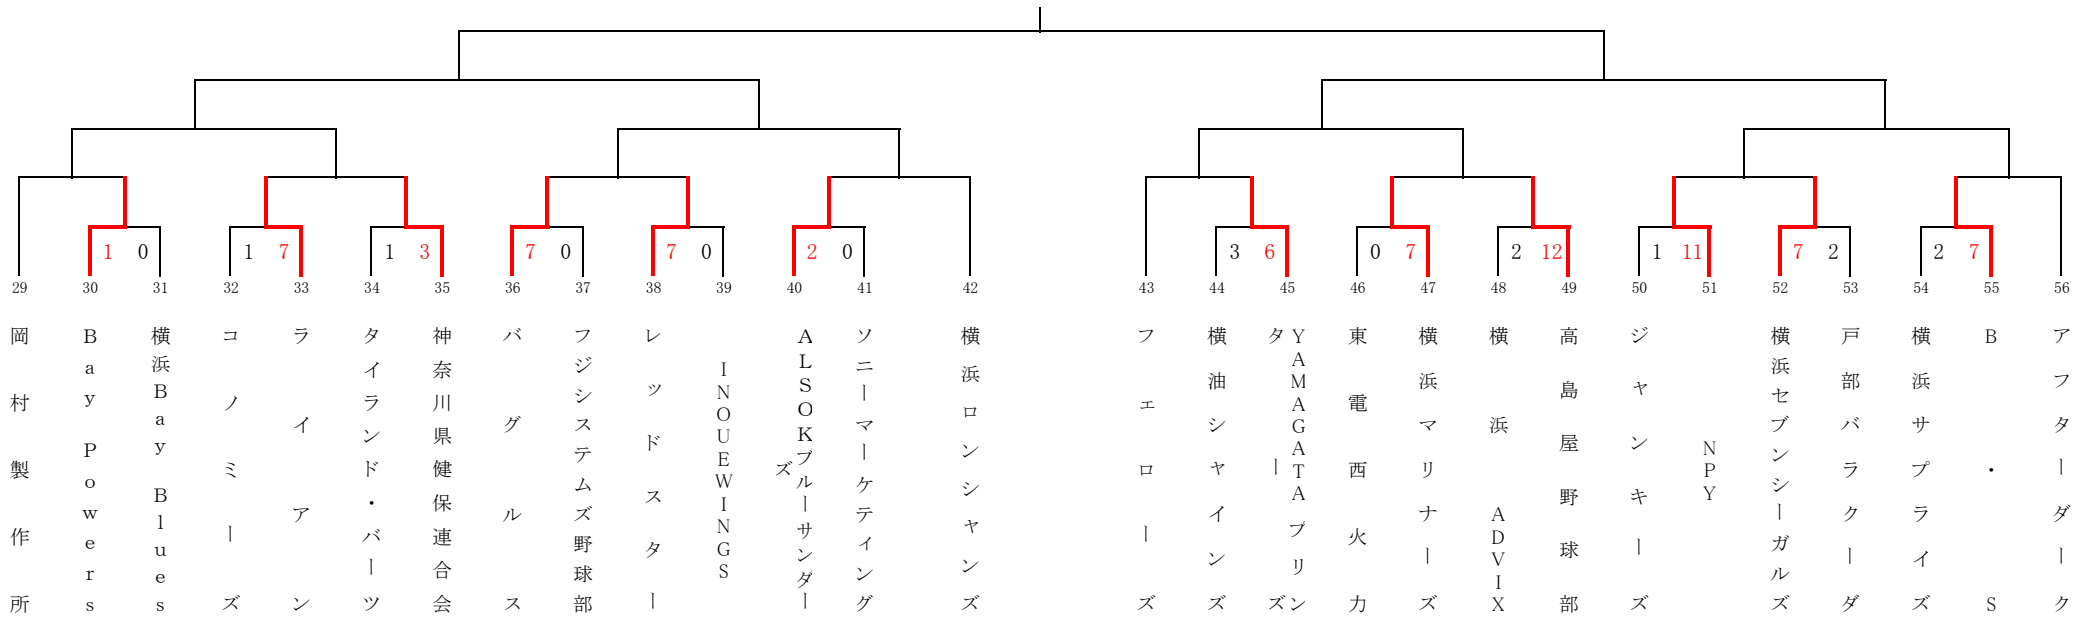 1 0 1 7 1 3 7 0 7 0 2 0 3 6 0 7 2 12 1 11 7 2 2 7
29 30 31 32 33 34 35 36 37 38 39 40 41 42 43 44 45 46 47 48 49 50 51 52 53 54 55 56
岡村製作所
Bay Powers
横浜Bay Blues
コノミーズ
ライアン
タイランド・バーツ
神奈川県健保連合会
バグルス
フジシステムズ野球部
レッドスター
INOUEWINGS
ALSOKブルーサンダー
ズ
ソニーマーケティング
横浜ロンシャンズ
フェローズ
横油シャインズ
YAMAGATAプリン
ターズ
東電西火力
横浜マリナーズ
横浜ADVIX
高島屋野球部
ジャンキーズ
NPY
横浜セブンシーガルズ
戸部バラクーダ
横浜サプライズ
B・S
アフターダーク